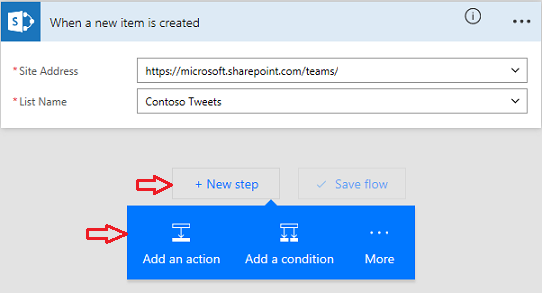 When a new item is created
* Site Address
https://microsoft.sharepoint.com/teams/
* List Name
Contoso Tweets
+ New step
Save flow
Add an action
Add a condition
More